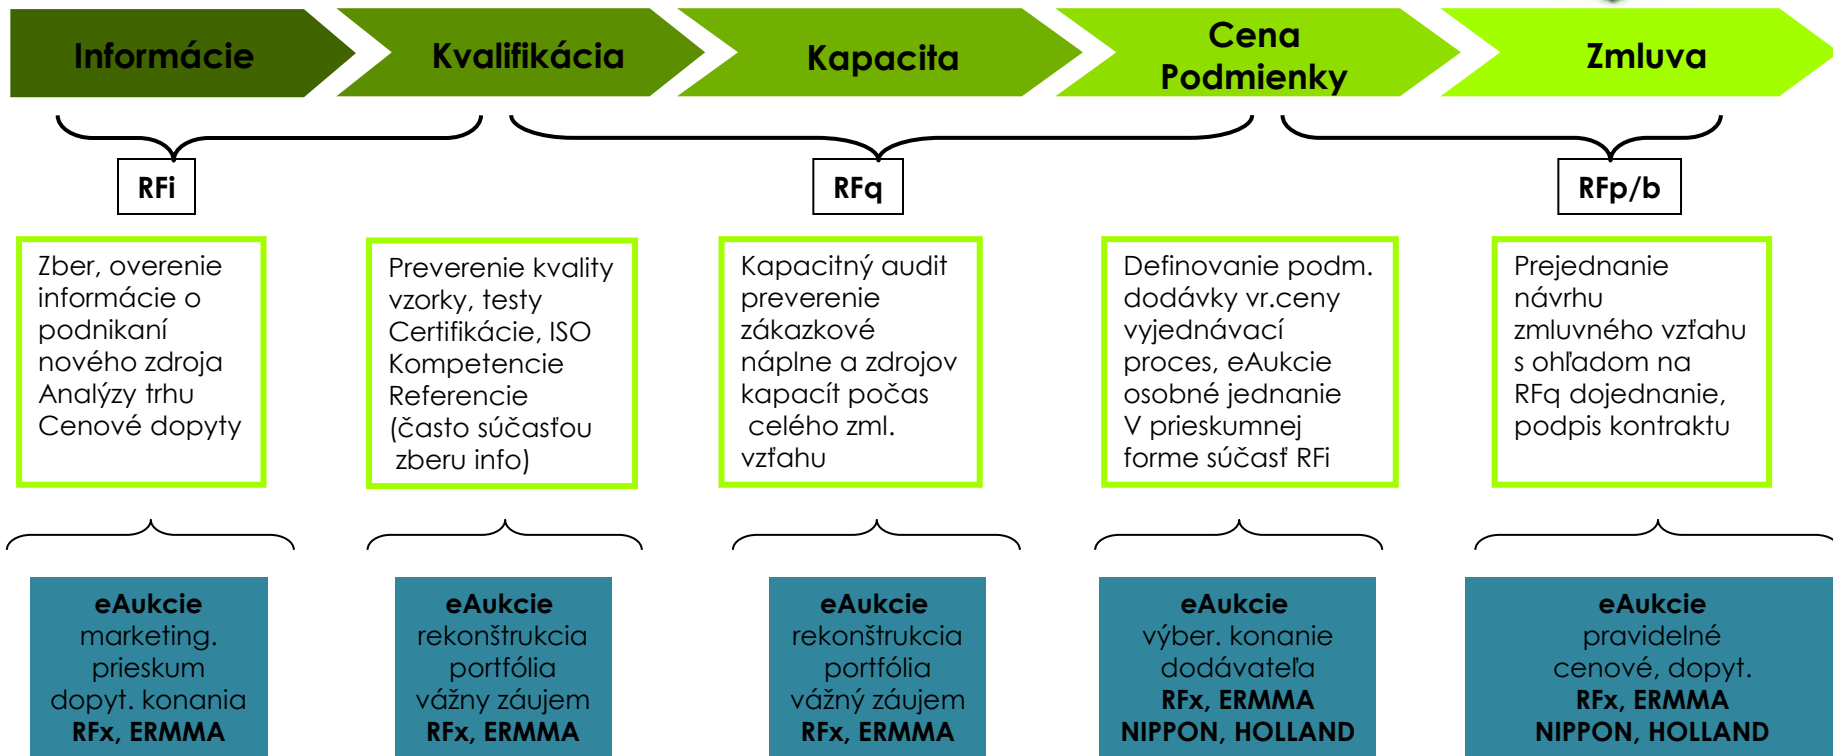 Informácie
Kvalifikácia
Kapacita
Cena
Podmienky
Zmluva
RFi
RFq
RFp/b
Zber, overenie
informácie o
podnikaní
nového zdroja
Analýzy trhu
Cenové dopyty
Preverenie kvality
vzorky, testy
Certifikácie, ISO
Kompetencie
Referencie
(často súčasťou
zberu info)
Kapacitný audit
preverenie
zákazkové
náplne a zdrojov
kapacít počas
celého zml.
vzťahu
Definovanie podm.
dodávky vr.ceny
vyjednávací
proces, eAukcie
osobné jednanie
V prieskumnej
forme súčasť RFi
Prejednanie
návrhu
zmluvného vzťahu
s ohľadom na
RFq dojednanie,
podpis kontraktu
eAukcie
marketing.
prieskum
dopyt. konania
RFx, ERMMA
eAukcie
rekonštrukcia
portfólia
vážny záujem
RFx, ERMMA
eAukcie
rekonštrukcia
portfólia
vážný záujem
RFx, ERMMA
eAukcie
výber. konanie
dodávateľa
RFx, ERMMA
NIPPON, HOLLAND
eAukcie
pravidelné
cenové, dopyt.
RFx, ERMMA
NIPPON, HOLLAND